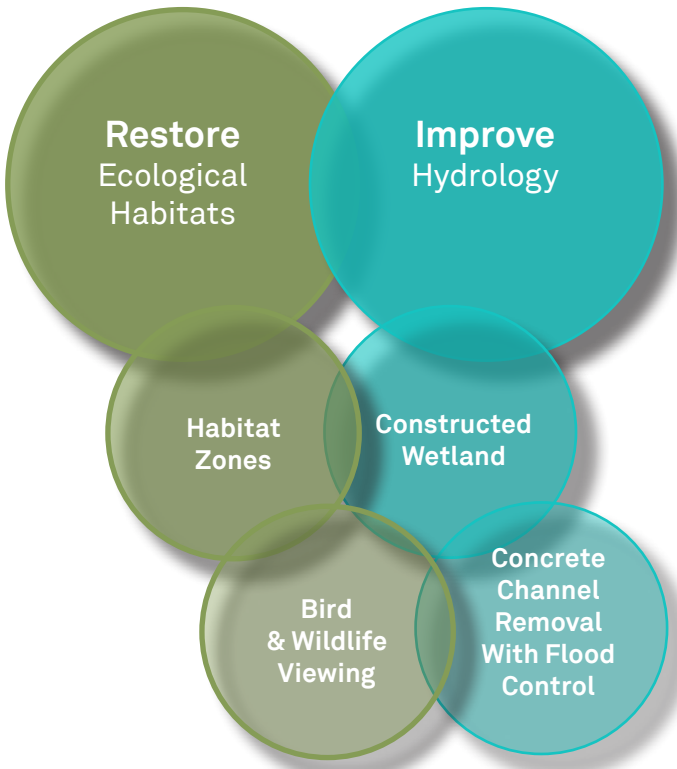 Restore
Ecological
Habitats
Improve
Hydrology
Habitat
Zones
Constructed
Wetland
Bird
& Wildlife
Viewing
Concrete
Channel
Removal
With Flood
Control